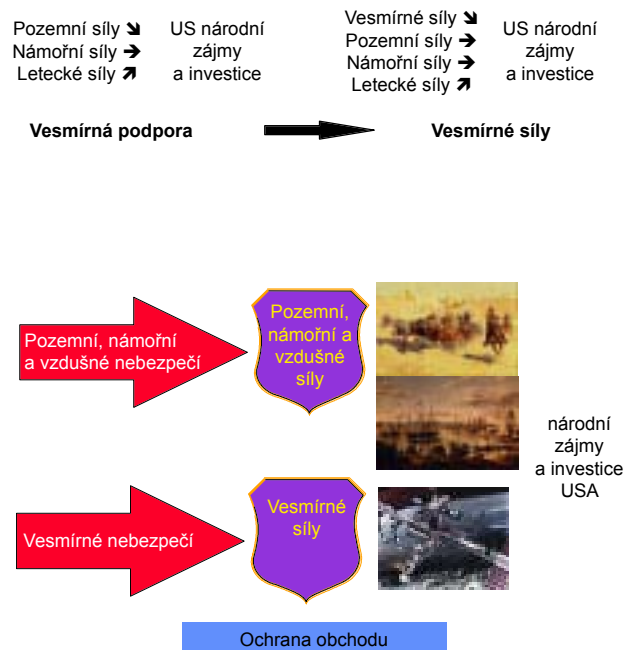 Pozemní síly ➘
Námořní síly ➔
Letecké síly ➚
US národní
zájmy
a investice
Vesmírné síly ➘
Pozemní síly ➔
Námořní síly ➔
Letecké síly ➚
US národní
zájmy
a investice
Vesmírná podpora
Vesmírné síly
Pozemní, námořní
a vzdušné nebezpečí
Pozemní,
námořní a
vzdušné
síly
národní
zájmy
a investice
USA
Vesmírné nebezpečí
Vesmírné
síly
Ochrana obchodu